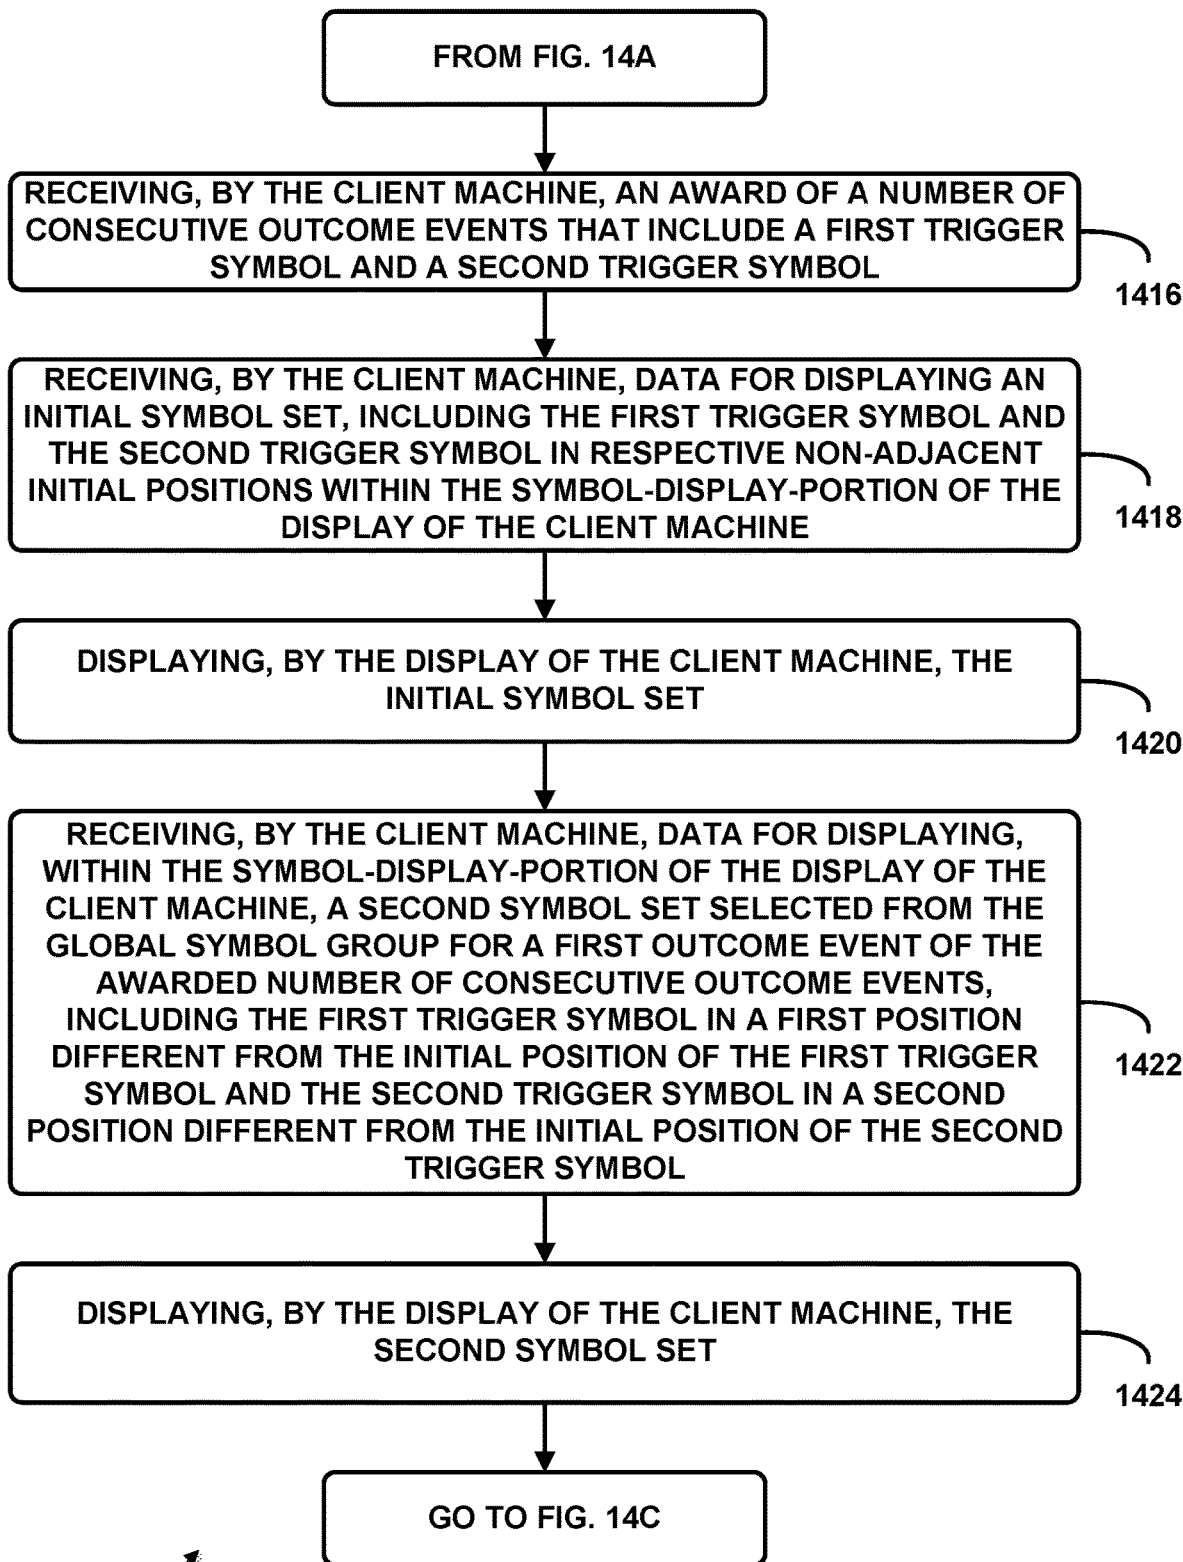 FROM FIG. 14A
RECEIVING, BY THE CLIENT MACHINE, AN AWARD OF A NUMBER OF
CONSECUTIVE OUTCOME EVENTS THAT INCLUDE A FIRST TRIGGER
SYMBOL AND A SECOND TRIGGER SYMBOL
1416
RECEIVING, BY THE CLIENT MACHINE, DATA FOR DISPLAYING AN
INITIAL SYMBOL SET, INCLUDING THE FIRST TRIGGER SYMBOL AND
THE SECOND TRIGGER SYMBOL IN RESPECTIVE NON-ADJACENT
INITIAL POSITIONS WITHIN THE SYMBOL-DISPLAY-PORTION OF THE
DISPLAY OF THE CLIENT MACHINE
1418
DISPLAYING, BY THE DISPLAY OF THE CLIENT MACHINE, THE
INITIAL SYMBOL SET
1420
RECEIVING, BY THE CLIENT MACHINE, DATA FOR DISPLAYING,
WITHIN THE SYMBOL-DISPLAY-PORTION OF THE DISPLAY OF THE
CLIENT MACHINE, A SECOND SYMBOL SET SELECTED FROM THE
GLOBAL SYMBOL GROUP FOR A FIRST OUTCOME EVENT OF THE
AWARDED NUMBER OF CONSECUTIVE OUTCOME EVENTS,
INCLUDING THE FIRST TRIGGER SYMBOL IN A FIRST POSITION
DIFFERENT FROM THE INITIAL POSITION OF THE FIRST TRIGGER
SYMBOL AND THE SECOND TRIGGER SYMBOL IN A SECOND
POSITION DIFFERENT FROM THE INITIAL POSITION OF THE SECOND
TRIGGER SYMBOL
1422
DISPLAYING, BY THE DISPLAY OF THE CLIENT MACHINE, THE
SECOND SYMBOL SET
1424
GO TO FIG. 14C